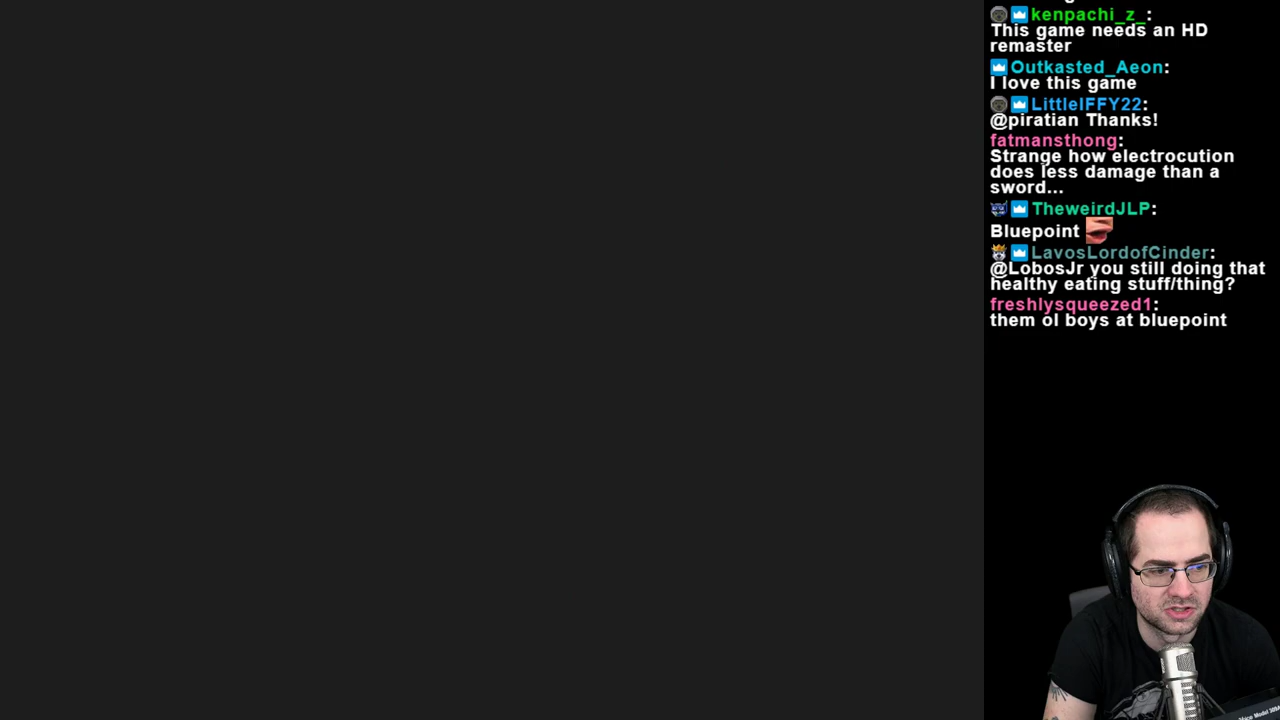 kenpachi_z_:
This game needs an HD
remaster
Outkasted_Aeon:
I love this game
LittleIFFY22:
@piratian Thanks!
fatmansthong:
Strange how electrocution
does less damage than a
sword...
TheweirdJLP:
Bluepoint
LavosLordofCinder:
@LobosJr you still doing that
healthy eating stuff/thing?
freshlysqueezed1:
them ol boys at bluepoint